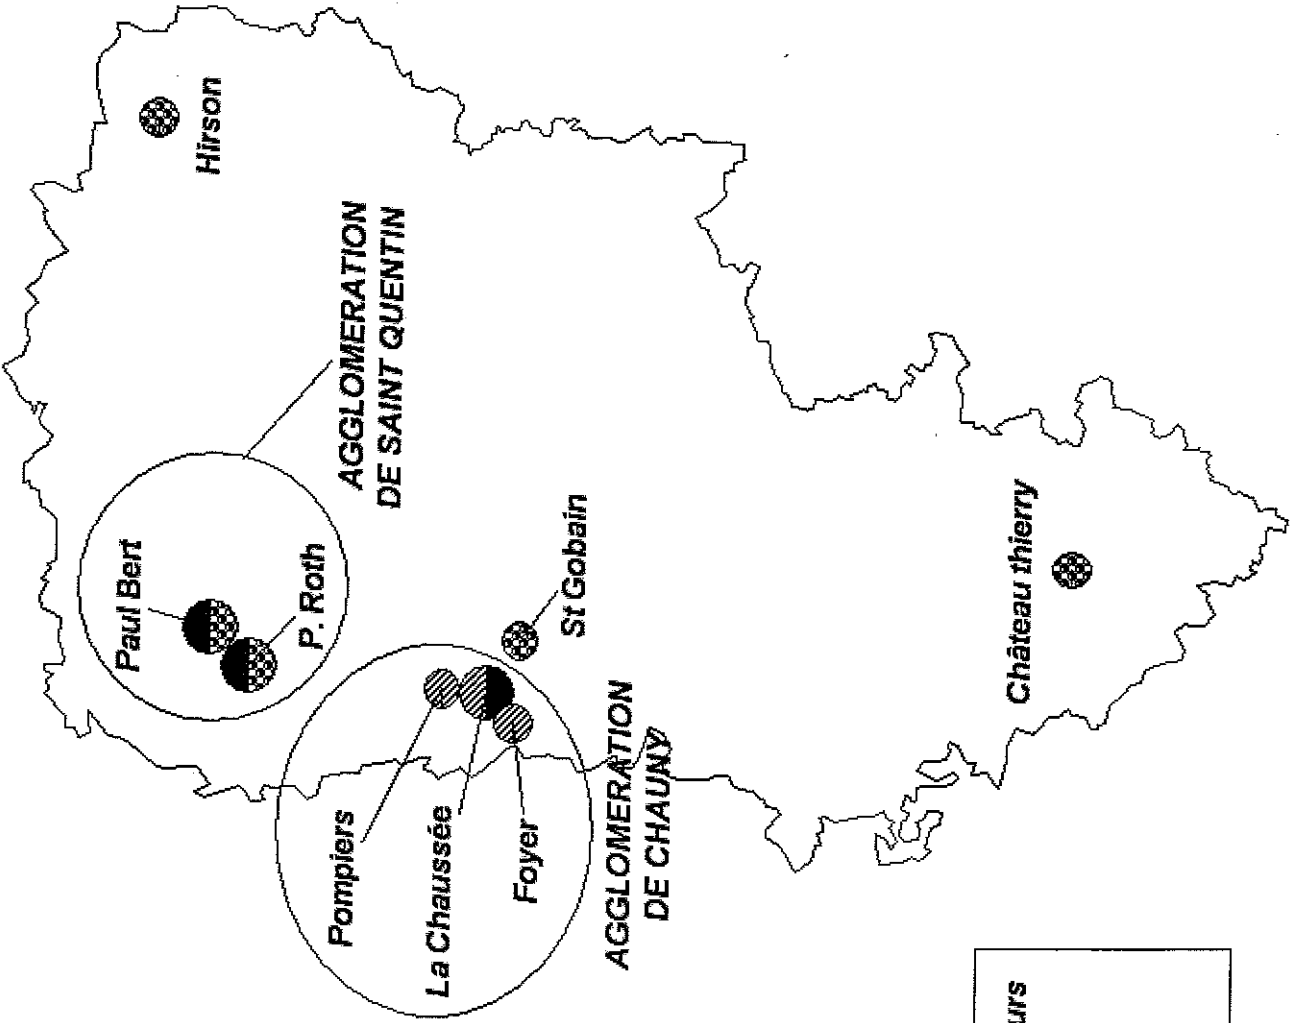 Hirson
AGGLOMERATION
DE SAINT QUENTIN
Paul Bert
P. Roth
St Gobain
Pompiers
La Chaussée
Foyer
AGGLOMERATION
DE CHAUNY
Château thierry
urs